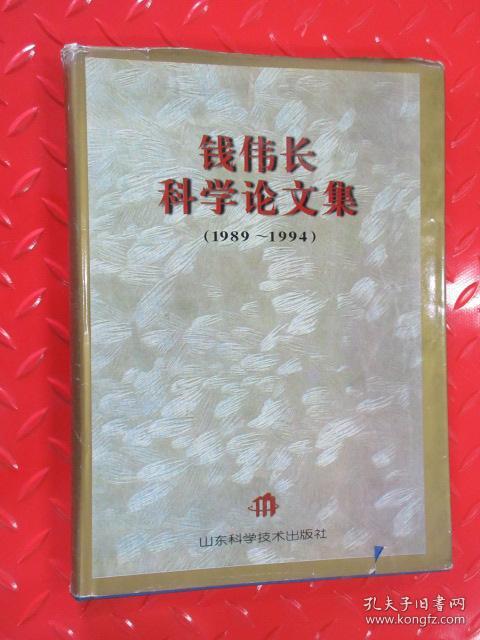 钱伟长
科学论文集
(1989～1994)
山东科学技术出版社
孔夫子旧书网
www.kongfz.com